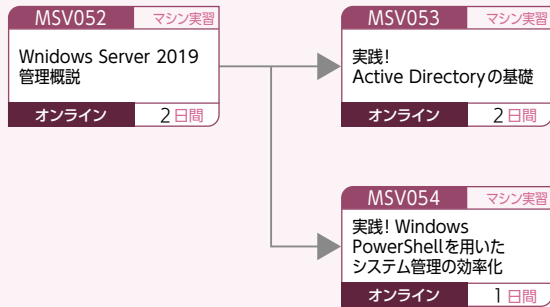 MSV052 マシン実習
Wnidows Server 2019
管理概説
オンライン 2日間
MSV053 マシン実習
実践!
Active Directoryの基礎
オンライン 2日間
MSV054 マシン実習
実践! Windows
PowerShellを用いた
システム管理の効率化
オンライン 1日間